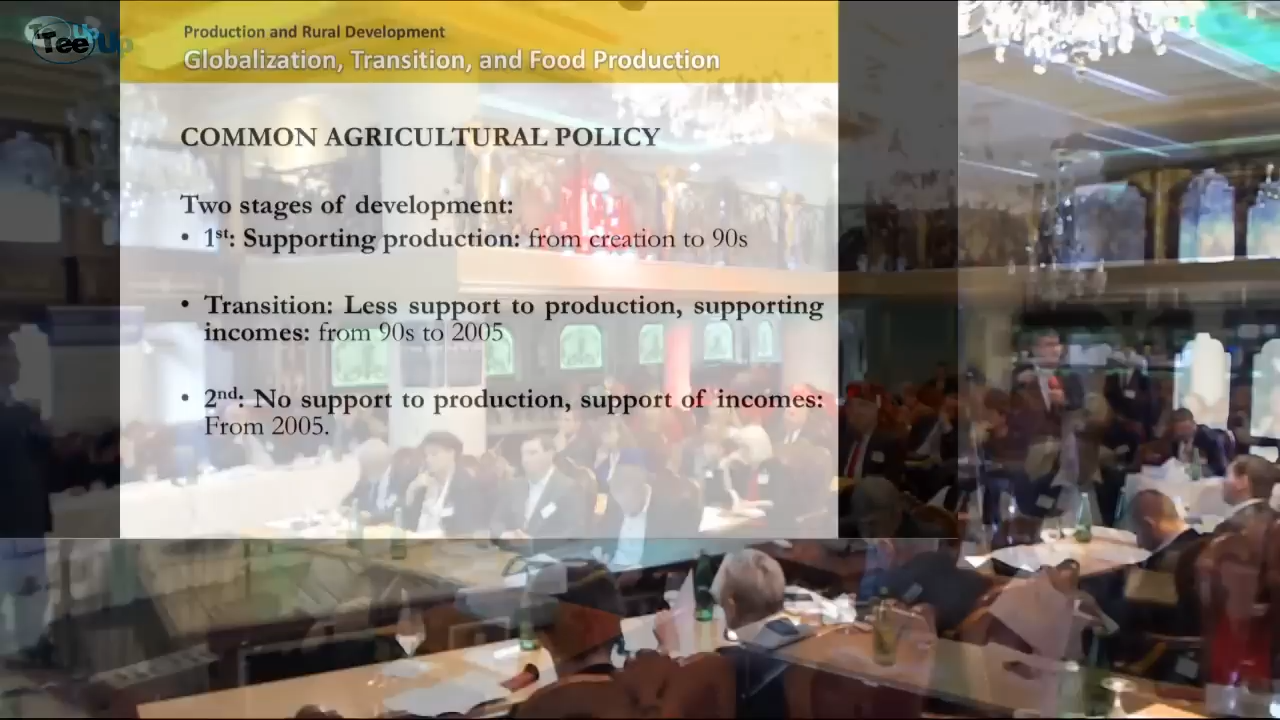 TeeUp
Production and Rural Development
Globalization, Transition, and Food Production
COMMON AGRICULTURAL POLICY
Two stages of development:
• 1st: Supporting production: from creation to 90s
• Transition: Less support to production, supporting
incomes: from 90s to 2005
• 2nd: No support to production, support of incomes:
From 2005.